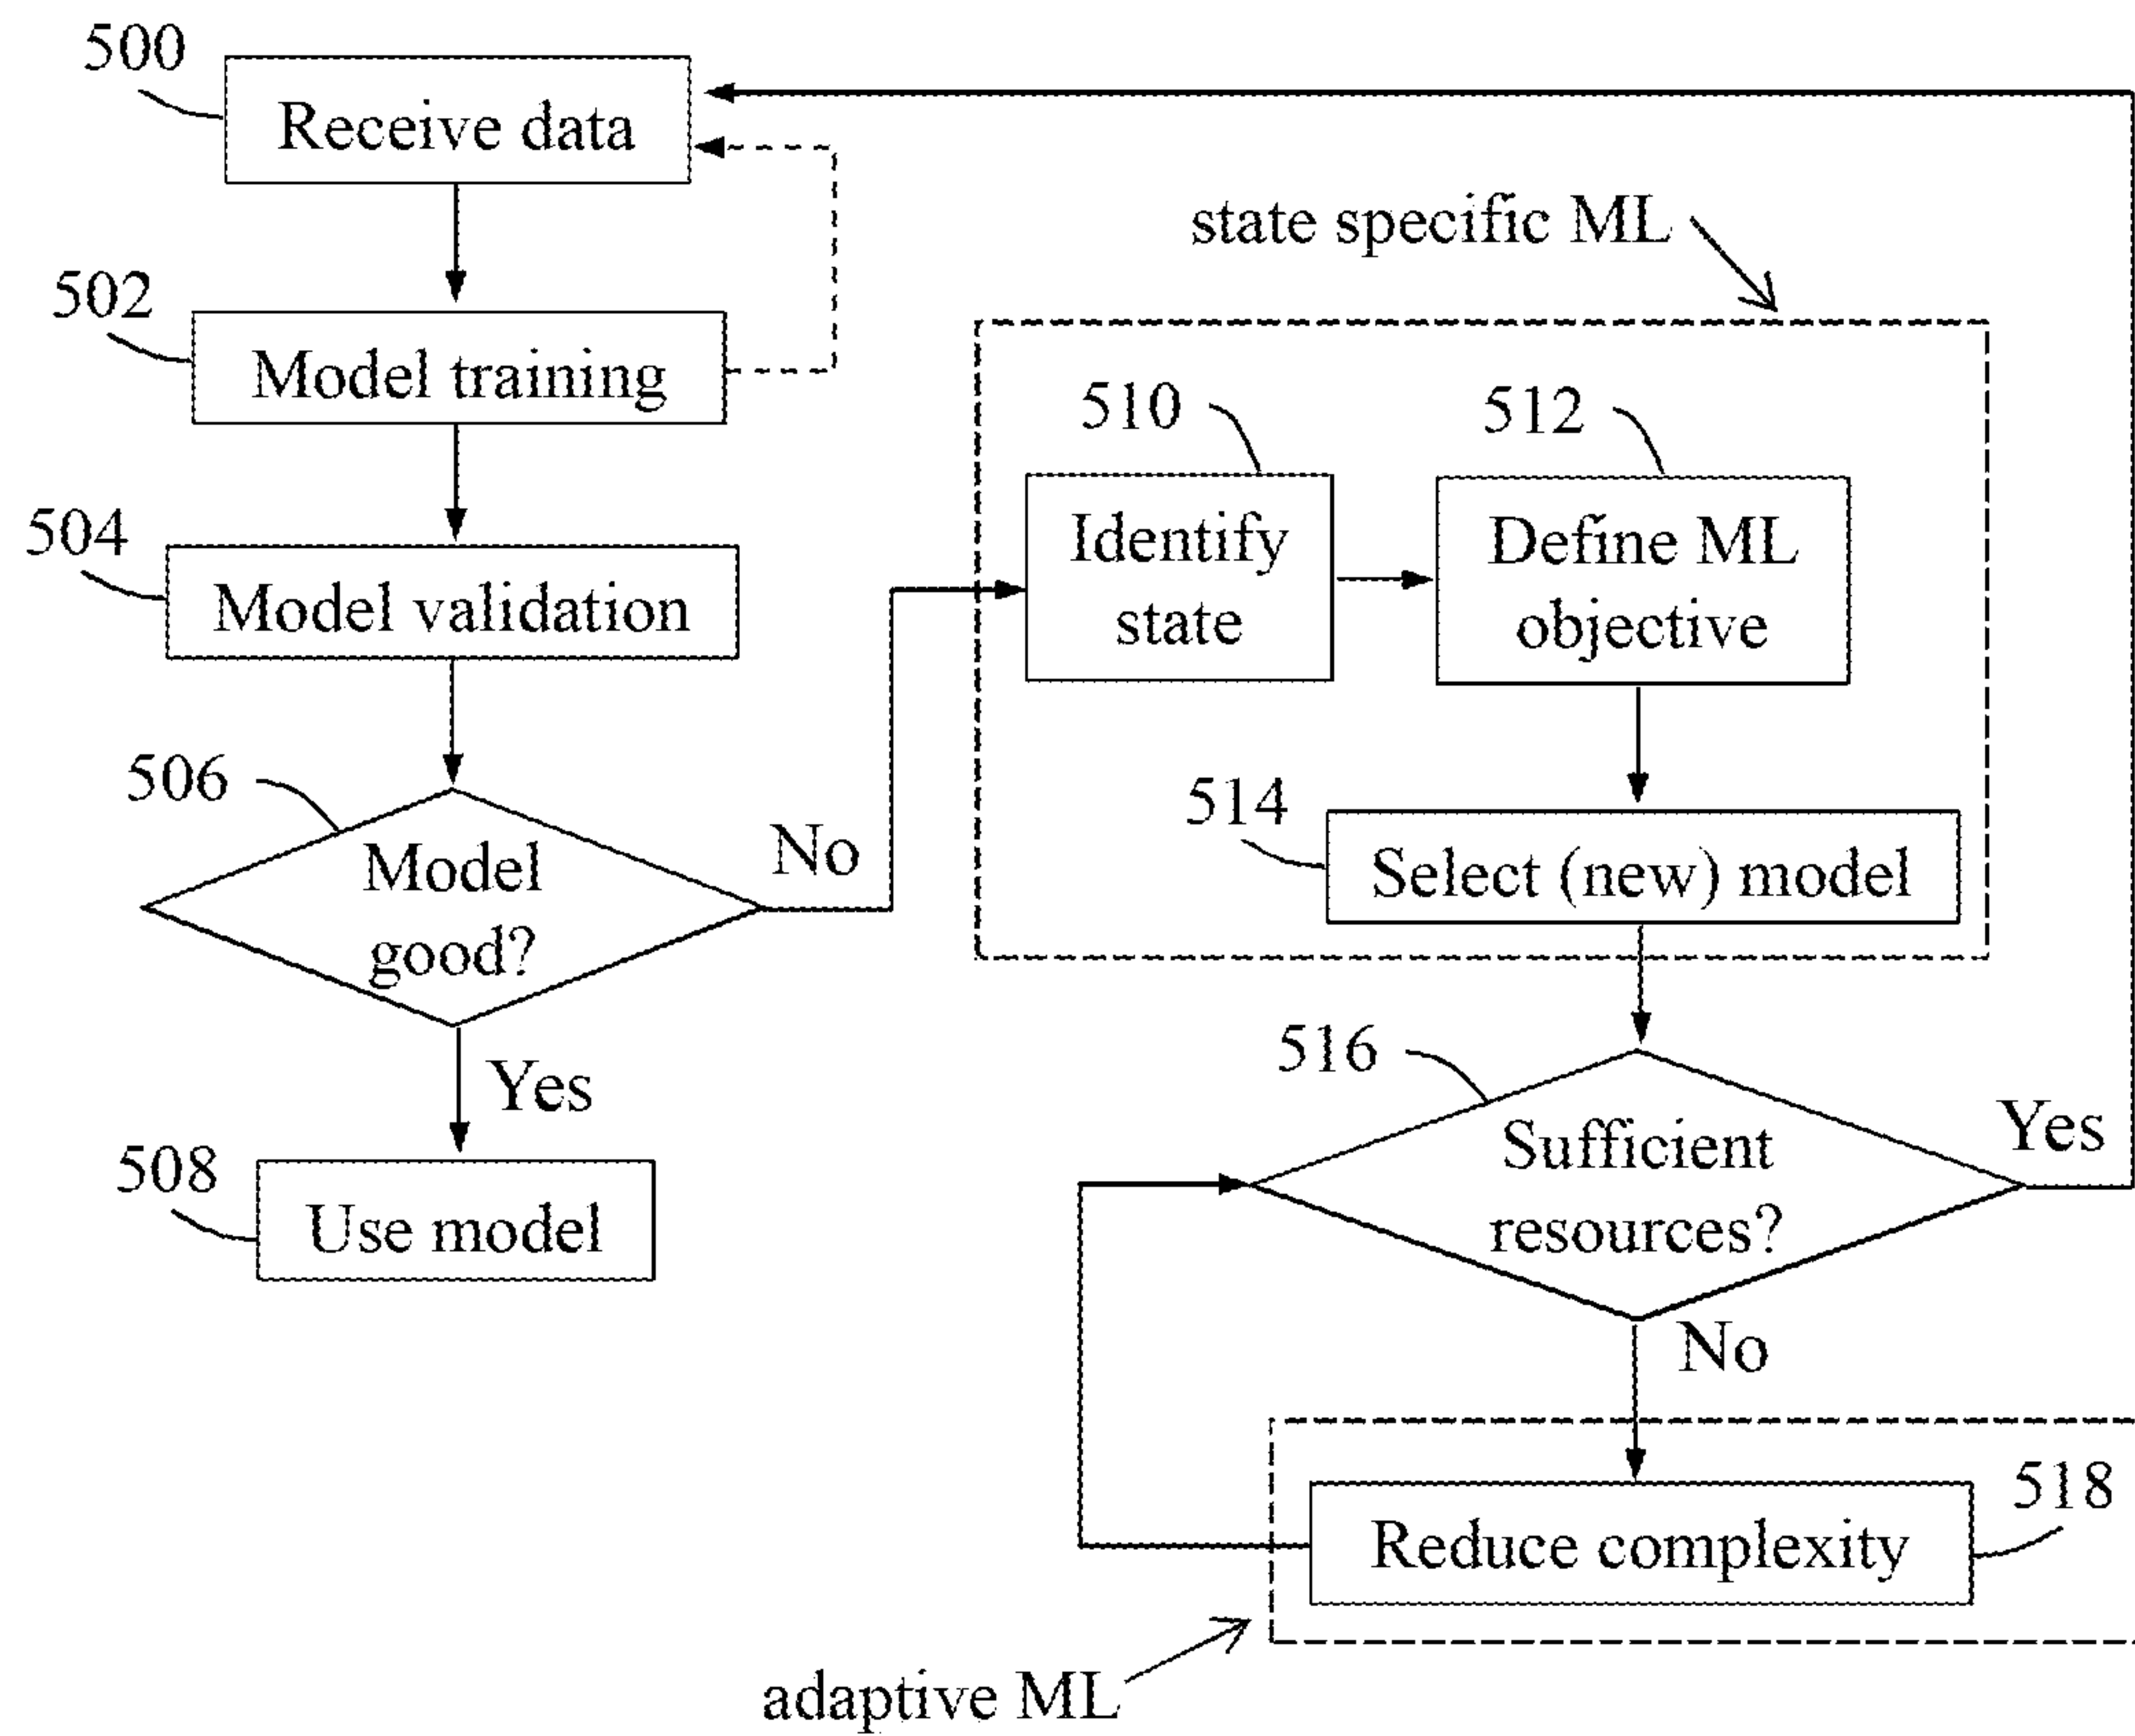 500
Receive data
502
Model training
504
Model validation
506
Model
good?
No
Yes
508
Use model
state specific ML
510
Identify
state
512
Define ML
objective
514
Select (new) model
516
Sufficient
resources?
Yes
No
518
Reduce complexity
adaptive ML